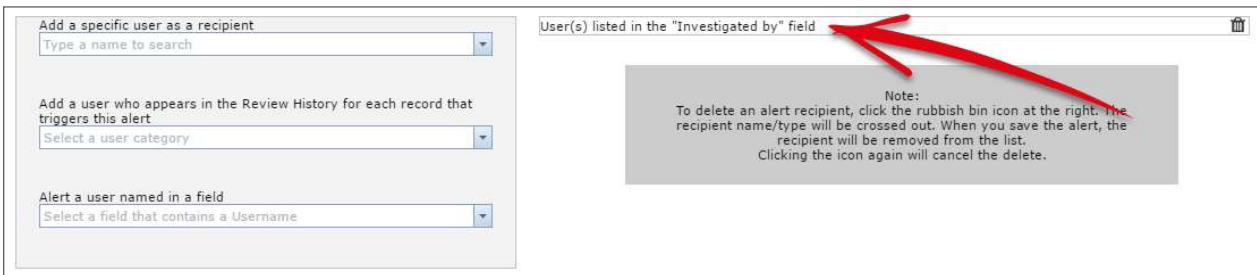 Add a specific user as a recipient
Type a name to search
Add a user who appears in the Review History for each record that
triggers this alert
Select a user category
Alert a user named in a field
Select a field that contains a Username
User(s) listed in the "Investigated by" field
Note:
To delete an alert recipient, click the rubbish bin icon at the right. The
recipient name/type will be crossed out. When you save the alert, the
recipient will be removed from the list.
Clicking the icon again will cancel the delete.